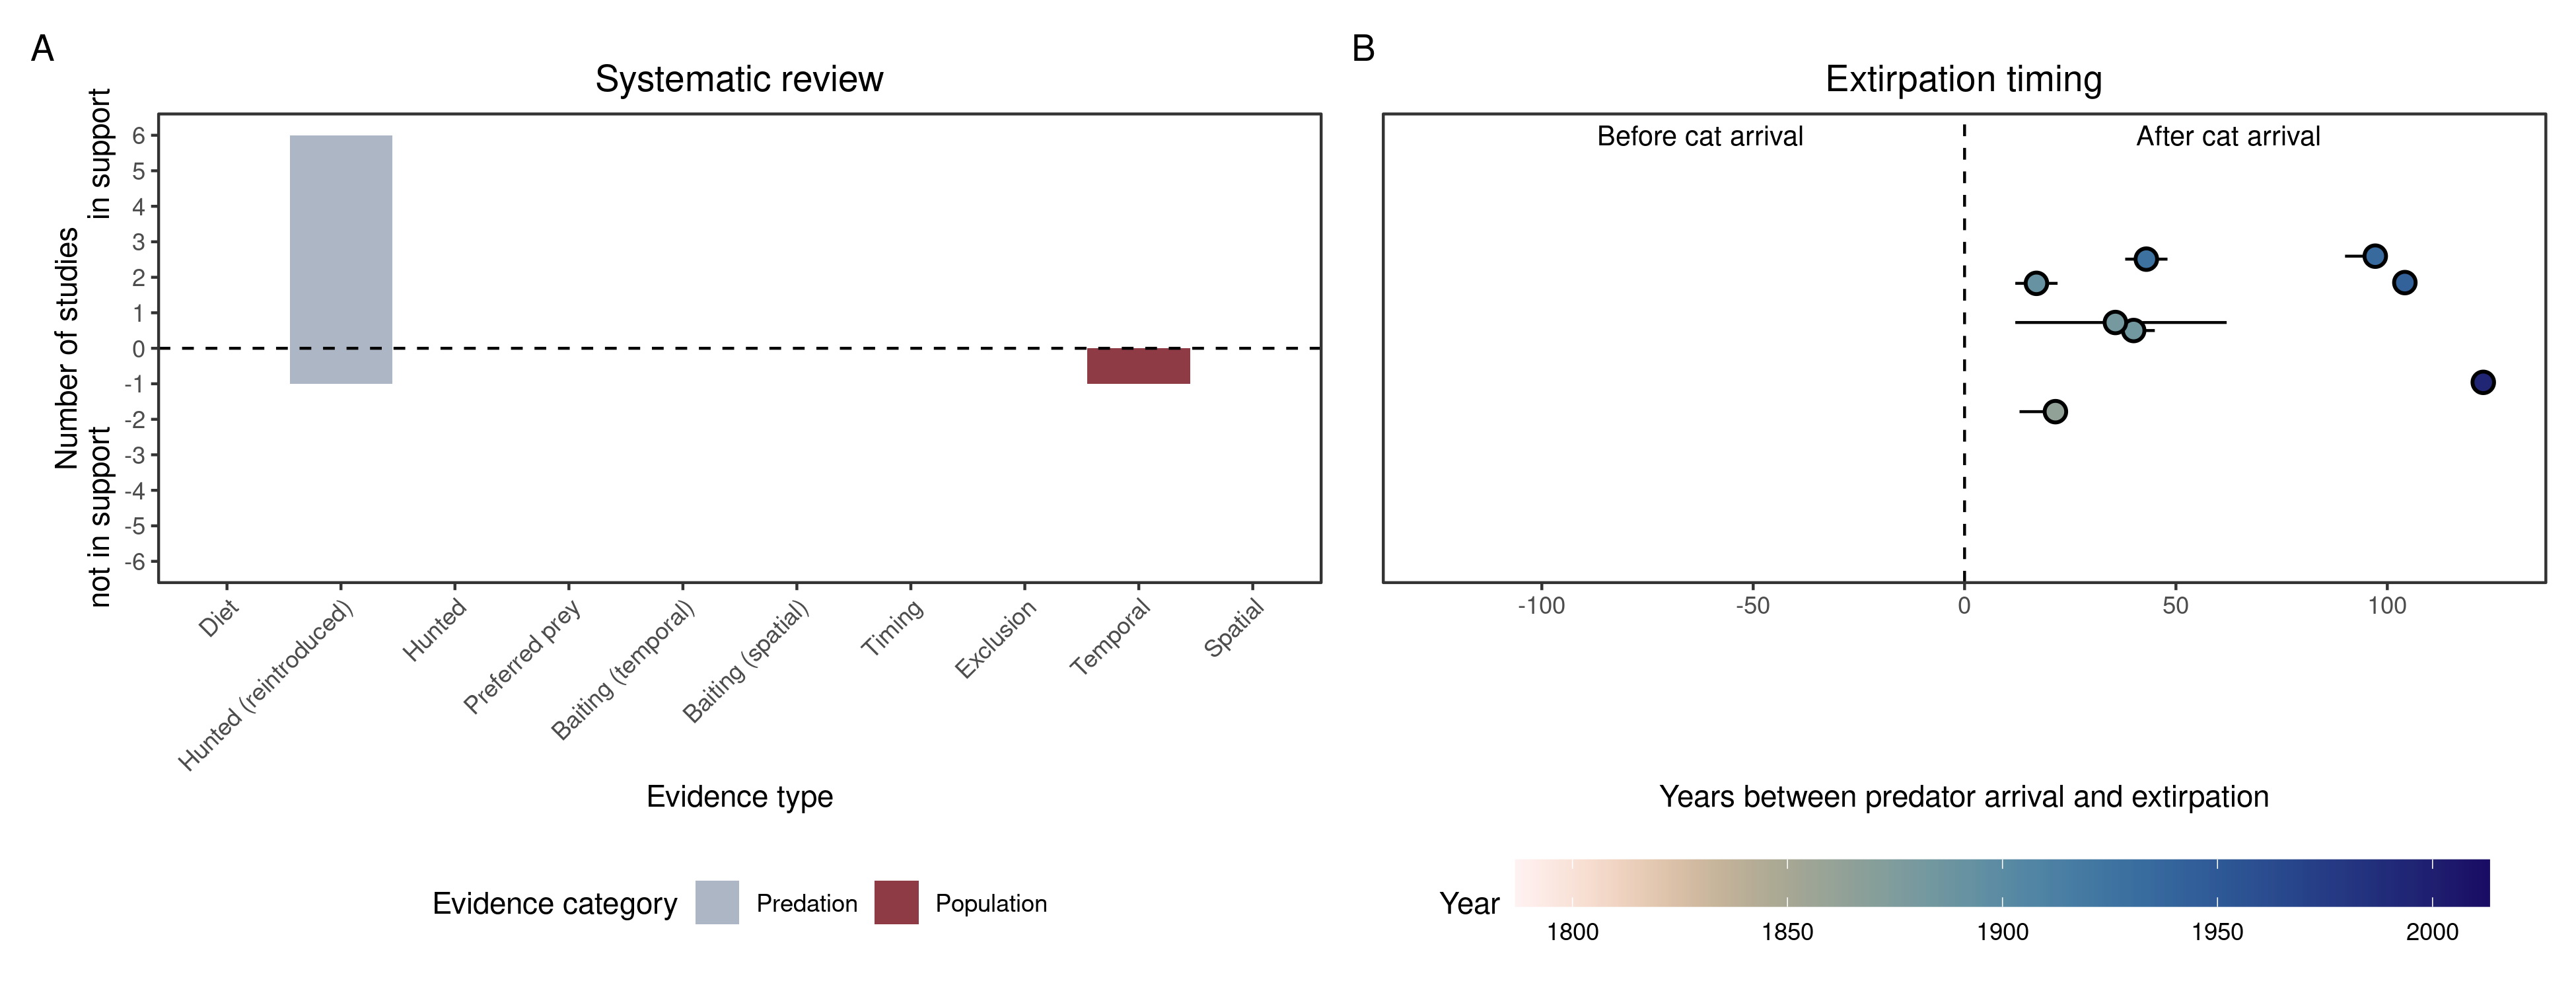 A
Systematic review
Number of studies
in support
not in support
6
5
4
3
2
1
0
-1
-2
-3
-4
-5
-6
Diet
Hunted (reintroduced)
Hunted
Preferred prey
Baiting (temporal)
Baiting (spatial)
Timing
Exclusion
Temporal
Spatial
Evidence type
Evidence category
Predation
Population
B
Extirpation timing
Before cat arrival
After cat arrival
-100
-50
0
50
100
Years between predator arrival and extirpation
Year
1800
1850
1900
1950
2000